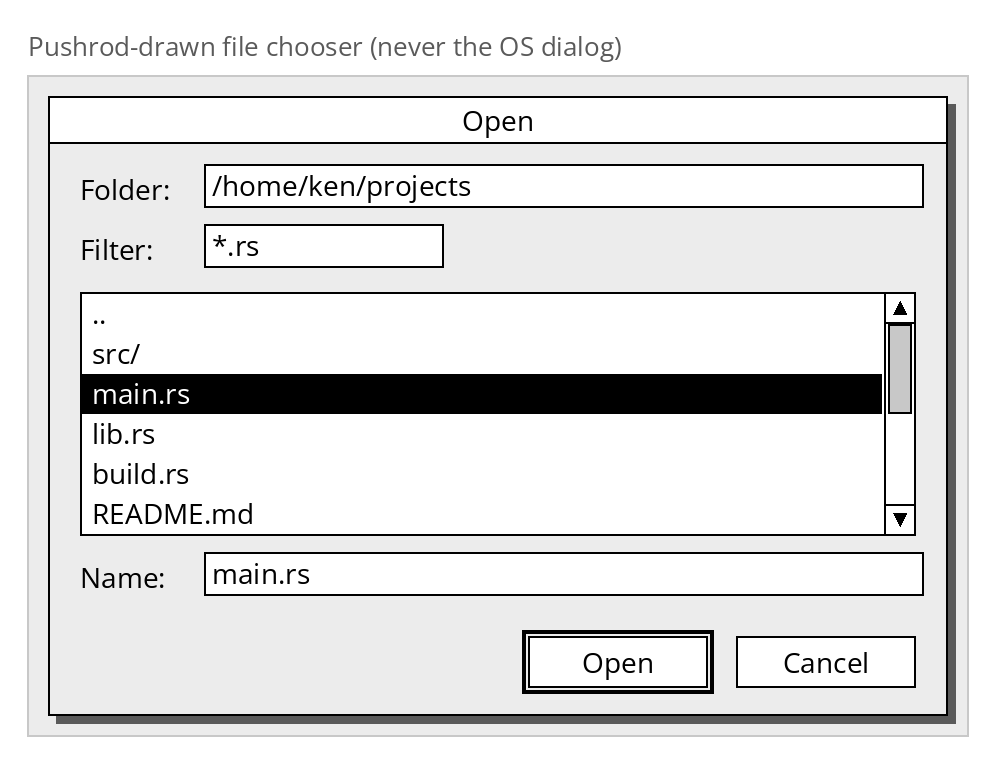 Pushrod-drawn file chooser (never the OS dialog)
Open
Folder: /home/ken/projects
Filter: *.rs
..
src/
main.rs
lib.rs
build.rs
README.md
Name: main.rs
Open Cancel